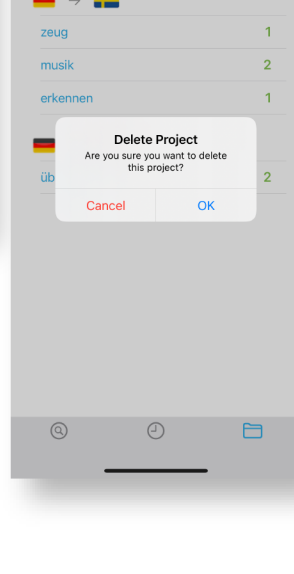 zeug 1
musik 2
erkennen 1
Delete Project
Are you sure you want to delete
this project?
üb 2
Cancel OK